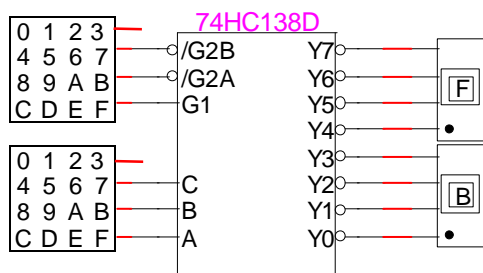 74HC138D
0 1 2 3
4 5 6 7
8 9 A B
C D E F
/G2B
/G2A
G1
0 1 2 3
4 5 6 7
8 9 A B
C D E F
C
B
A
Y7
Y6
Y5
Y4
Y3
Y2
Y1
Y0
F
B